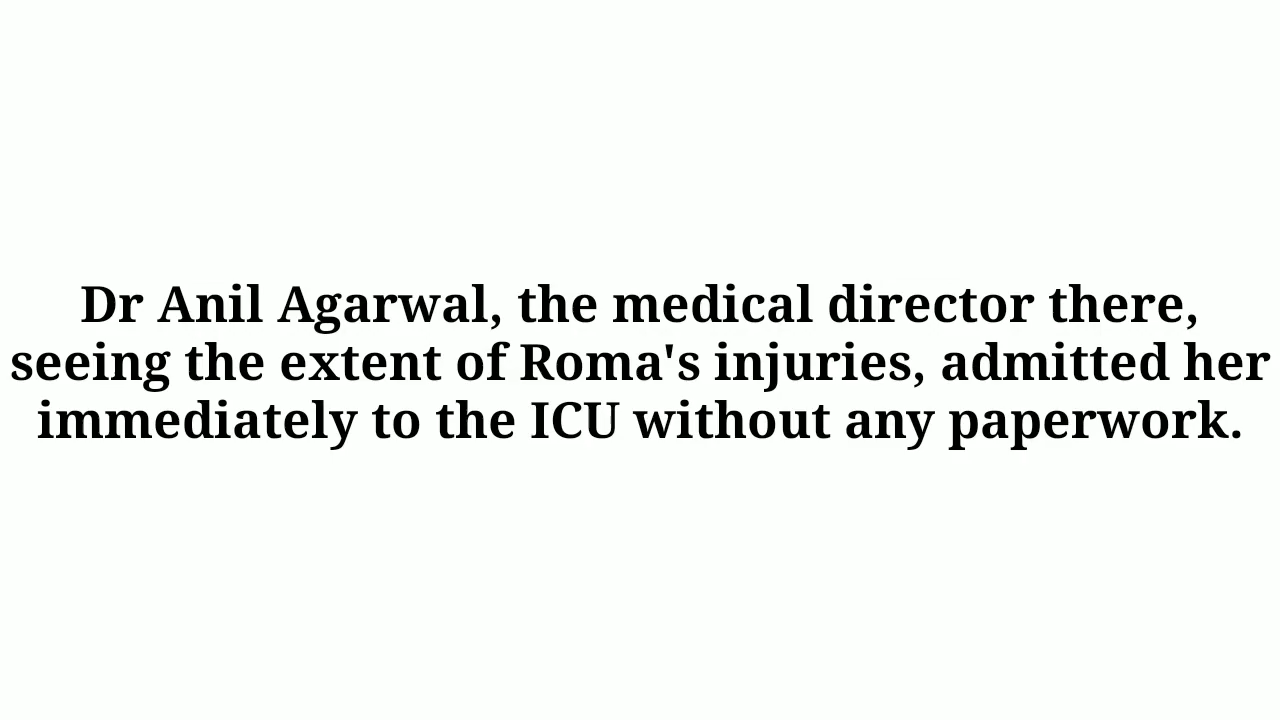 Dr Anil Agarwal, the medical director there,
seeing the extent of Roma's injuries, admitted her
immediately to the ICU without any paperwork.